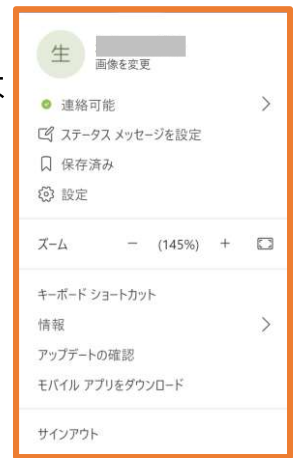 生
画像を変更
連絡可能
ステータス メッセージを設定
保存済み
設定
ズーム － (145%) +
キーボード ショートカット
情報
アップデートの確認
モバイル アプリをダウンロード
サインアウト